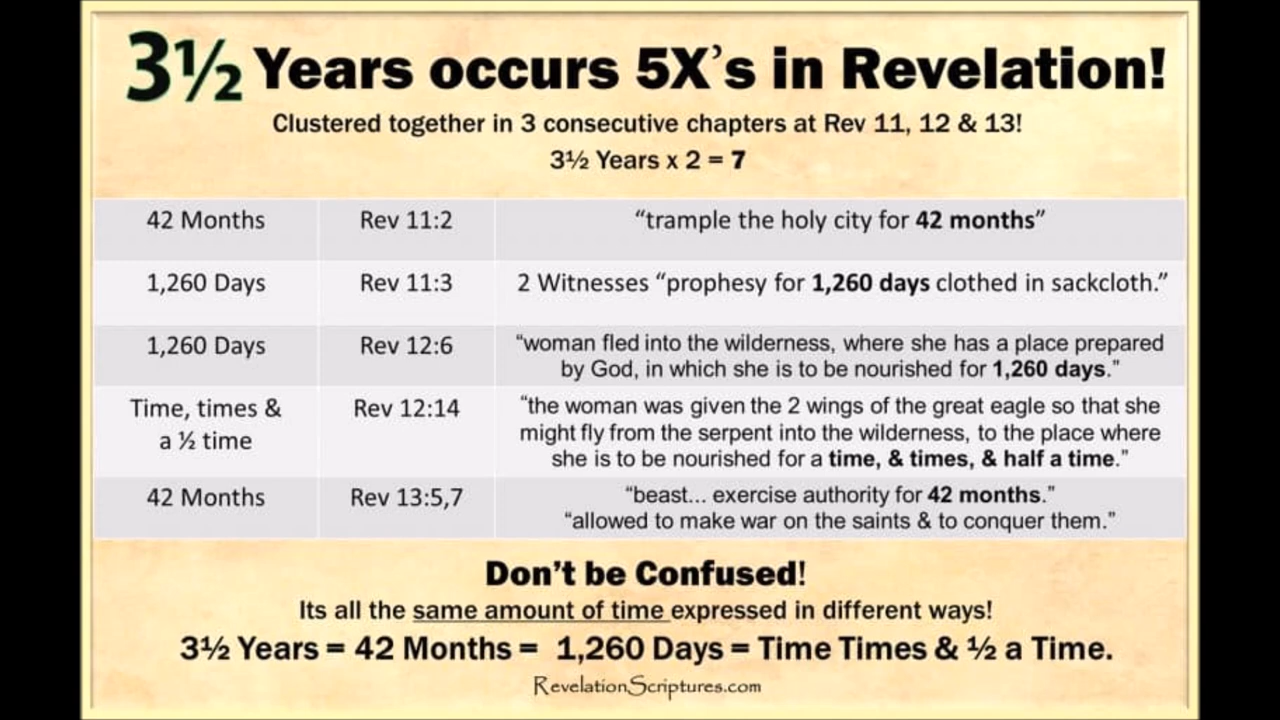 3½ Years occurs 5X's in Revelation!
Clustered together in 3 consecutive chapters at Rev 11, 12 & 13!
3½ Years x 2 = 7
42 Months Rev 11:2 “trample the holy city for 42 months”
1,260 Days Rev 11:3 2 Witnesses “prophesy for 1,260 days clothed in sackcloth.”
1,260 Days Rev 12:6 “woman fled into the wilderness, where she has a place prepared
by God, in which she is to be nourished for 1,260 days.”
Time, times & Rev 12:14 “the woman was given the 2 wings of the great eagle so that she
a ½ time might fly from the serpent into the wilderness, to the place where
she is to be nourished for a time, & times, & half a time.”
42 Months Rev 13:5,7 “beast... exercise authority for 42 months.”
“allowed to make war on the saints & to conquer them.”
Don't be Confused!
Its all the same amount of time expressed in different ways!
3½ Years = 42 Months = 1,260 Days = Time Times & ½ a Time.
RevelationScriptures.com